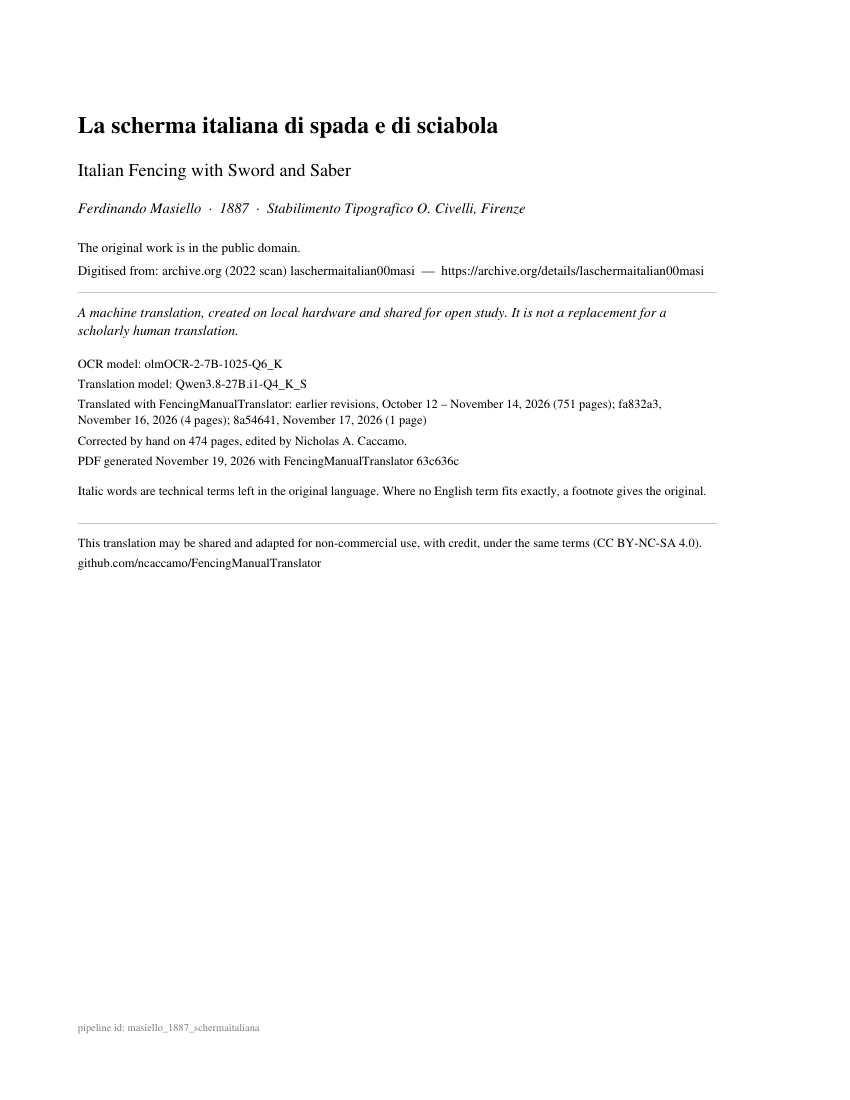 La scherma italiana di spada e di sciabola
Italian Fencing with Sword and Saber
Ferdinando Masiello · 1887 · Stabilimento Tipografico O. Civelli, Firenze
The original work is in the public domain.
Digitised from: archive.org (2022 scan) laschermaitalian00masi — https://archive.org/details/laschermaitalian00masi
A machine translation, created on local hardware and shared for open study. It is not a replacement for a
scholarly human translation.
OCR model: olmOCR-2-7B-1025-Q6_K
Translation model: Qwen3.8-27B.i1-Q4_K_S
Translated with FencingManualTranslator: earlier revisions, October 12 – November 14, 2026 (751 pages); fa832a3,
November 16, 2026 (4 pages); 8a54641, November 17, 2026 (1 page)
Corrected by hand on 474 pages, edited by Nicholas A. Caccamo.
PDF generated November 19, 2026 with FencingManualTranslator 63c636c
Italic words are technical terms left in the original language. Where no English term fits exactly, a footnote gives the original.
This translation may be shared and adapted for non-commercial use, with credit, under the same terms (CC BY-NC-SA 4.0).
github.com/ncaccamo/FencingManualTranslator
pipeline id: masiello_1887_schermaitaliana